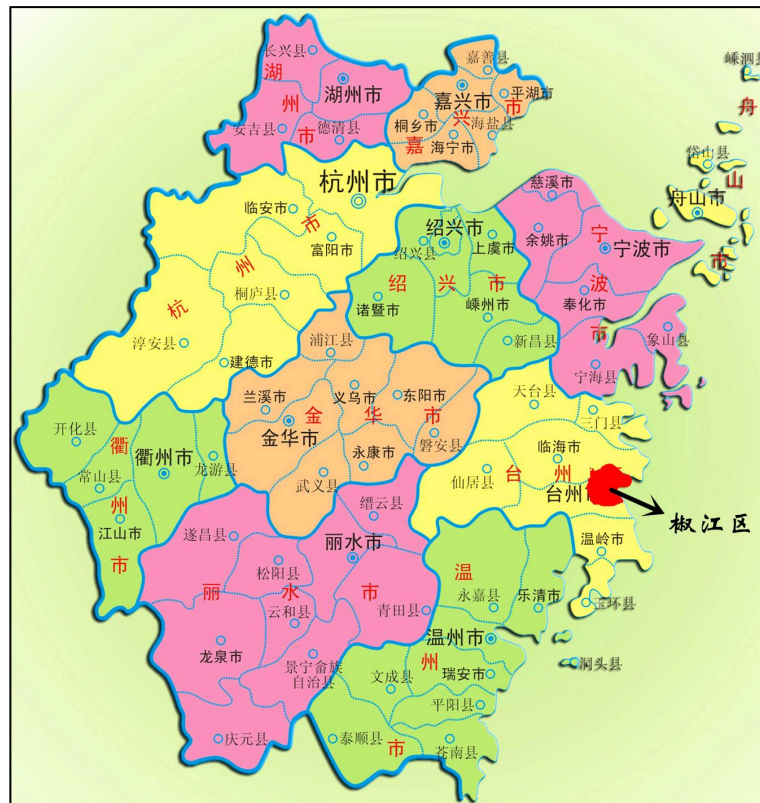 长兴县
湖
湖州市
州
安吉县
市
德清县
嘉善县
嘉兴市
平湖市
市
桐乡市
兴
海盐县
嘉
海宁市
嵊泗县
舟
岱山县
山
舟山市
市
杭州市
临安市
市
富阳市
州
桐庐县
杭
淳安县
建德市
绍兴市
绍兴县
上虞市
绍
兴
市
诸暨市
嵊州市
新昌县
慈溪市
余姚市
宁
宁波市
波
奉化市
市
象山县
宁海县
浦江县
兰溪市
义乌市
东阳市
金
华
市
金华市
磐安县
永康市
武义县
开化县
衢
衢州市
龙游县
常山县
州
江山市
市
天台县
三门县
临海市
仙居县
台
州
台州市
椒江区
温岭市
玉环县
缙云县
遂昌县
丽水市
松阳县
丽
水
市
云和县
青田县
龙泉市
景宁畲族
自治县
庆元县
温
永嘉县
乐清市
温州市
州
洞头县
文成县
瑞安市
平阳县
泰顺县
市
苍南县